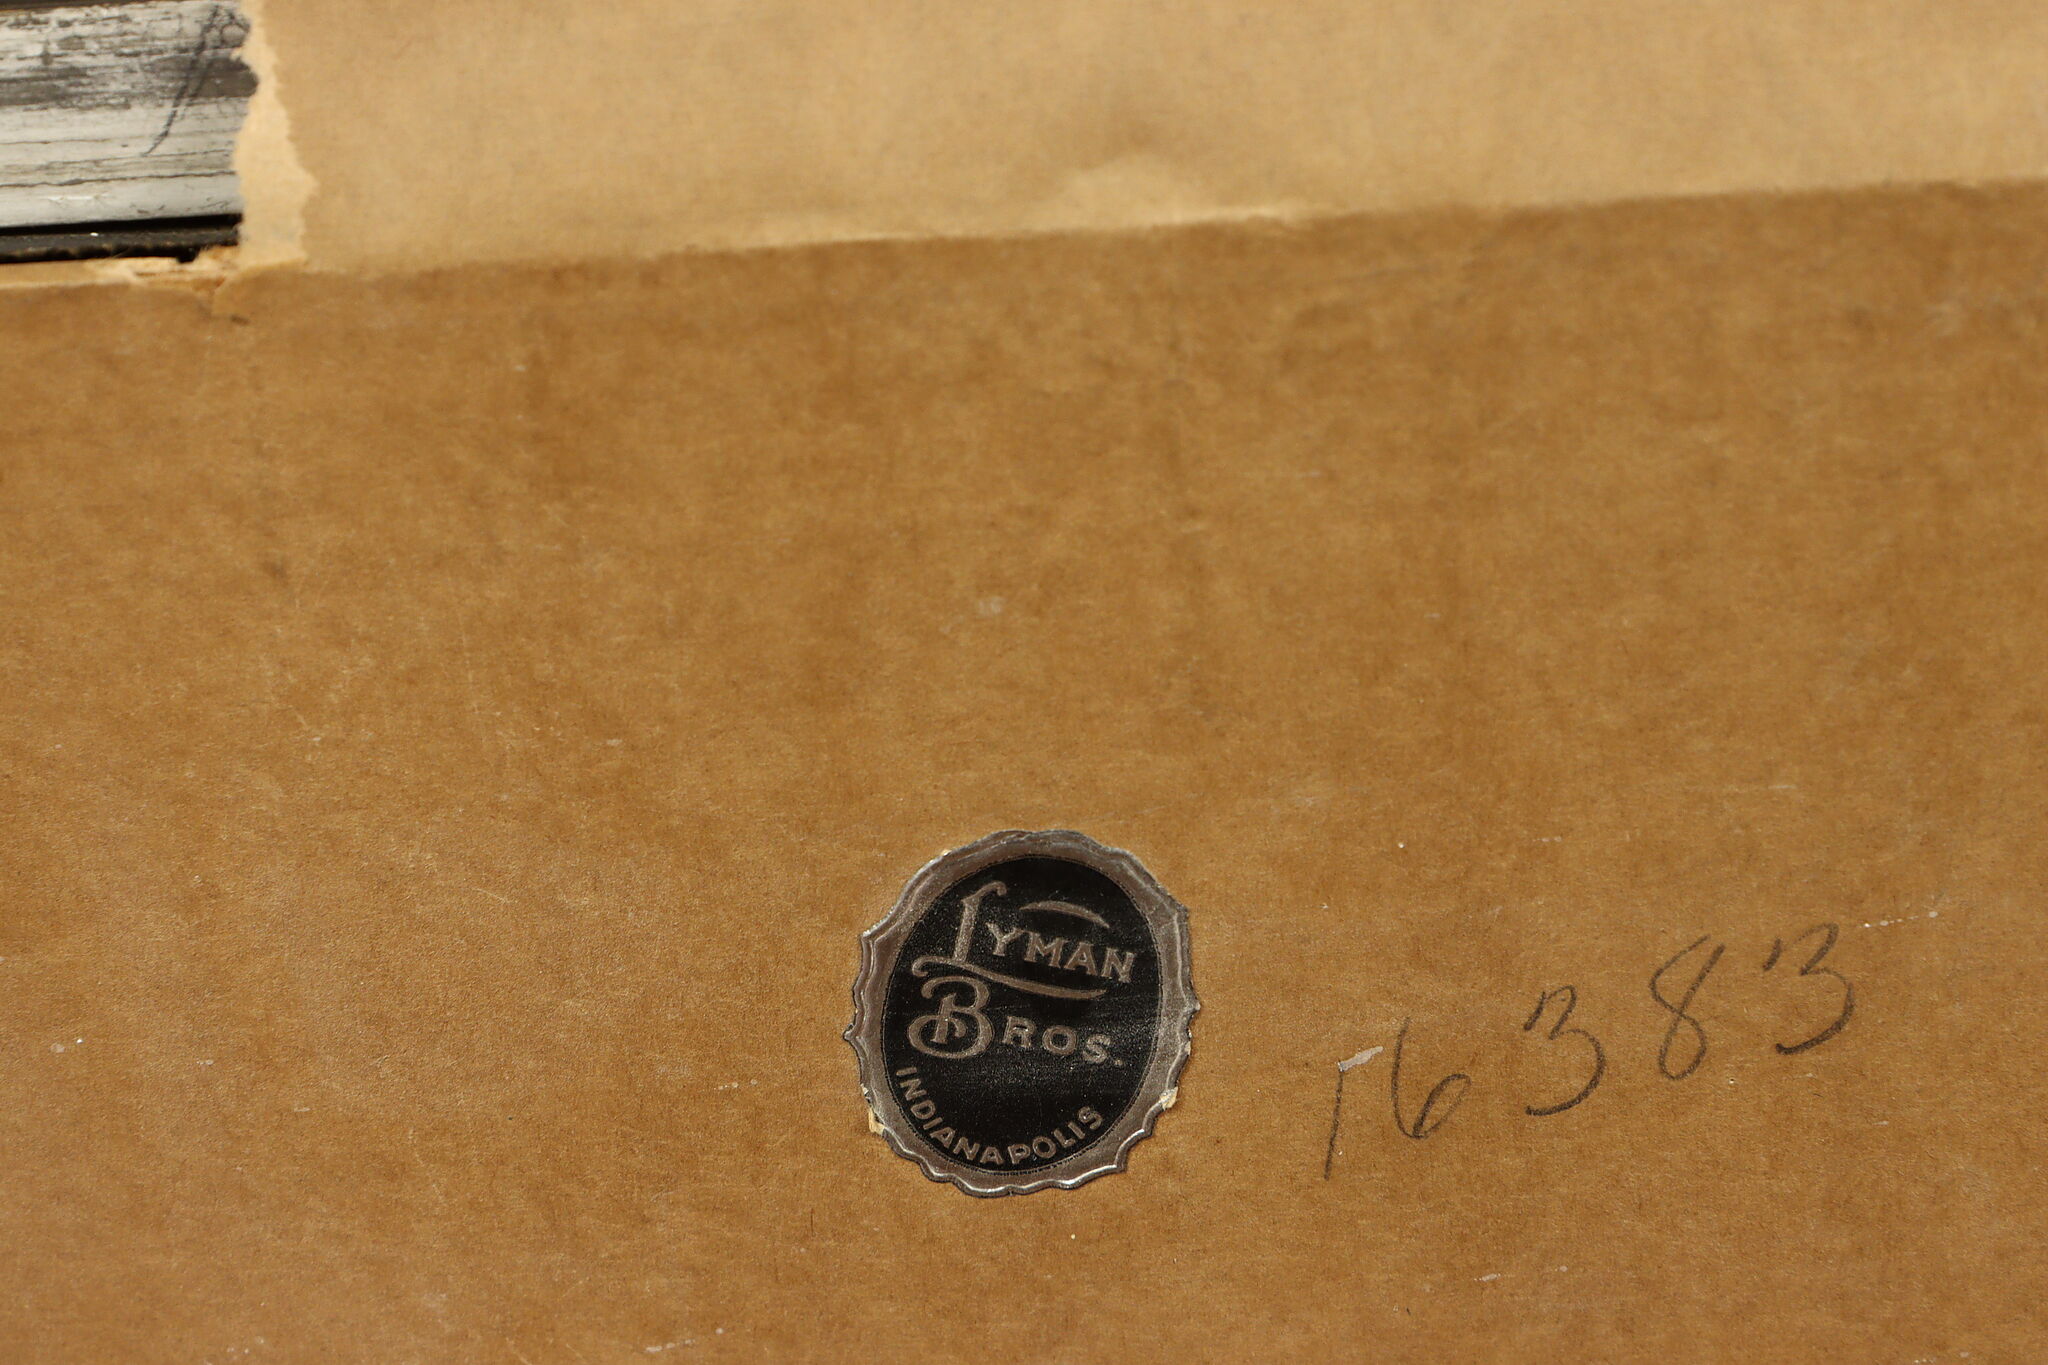 LYMAN
BROS.
INDIANAPOLIS
16383